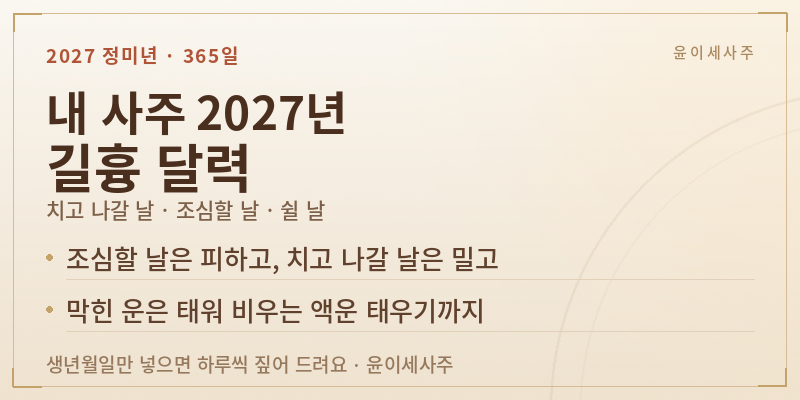 2027 정미년 · 365일
윤이세사주
내 사주 2027년
길흉 달력
치고 나갈 날 · 조심할 날 · 쉴 날
• 조심할 날은 피하고, 치고 나갈 날은 밀고
• 막힌 운은 태워 비우는 액운 태우기까지
생년월일만 넣으면 하루씩 짚어 드려요 · 윤이세사주